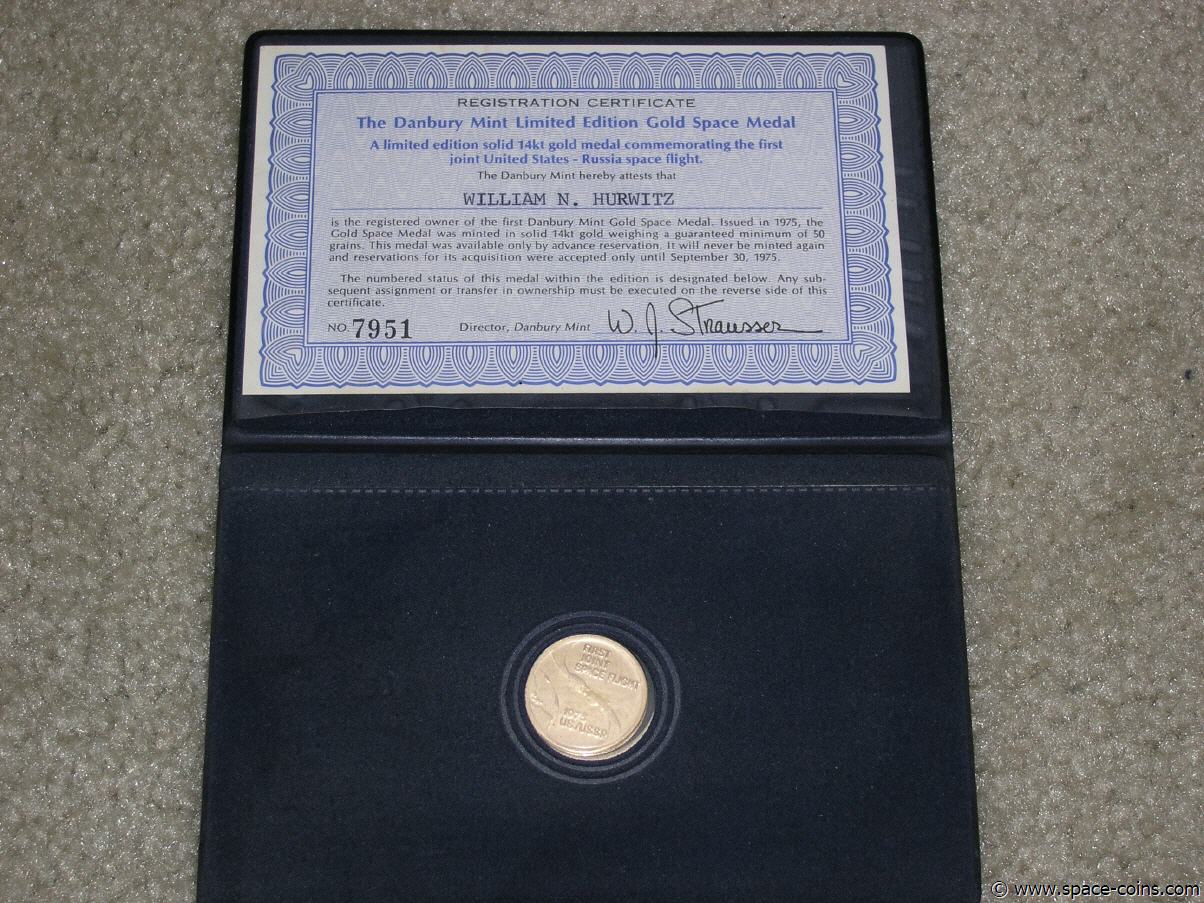 REGISTRATION CERTIFICATE
The Danbury Mint Limited Edition Gold Space Medal
A limited edition solid 14kt gold medal commemorating the first
joint United States - Russia space flight.
The Danbury Mint hereby attests that
WILLIAM N. HURWITZ
is the registered owner of the first Danbury Mint Gold Space Medal. Issued in 1975, the
Gold Space Medal was minted in solid 14kt gold weighing a guaranteed minimum of 50
grains. This medal was available only by advance reservation. It will never be minted again
and reservations for its acquisition were accepted only until September 30, 1975.
The numbered status of this medal within the edition is designated below. Any sub-
sequent assignment or transfer in ownership must be executed on the reverse side of this
certificate.
NO. 7951 Director, Danbury Mint W. J. Strausser
FIRST
JOINT
SPACE FLIGHT
1975
US/USSR
© www.space-coins.com